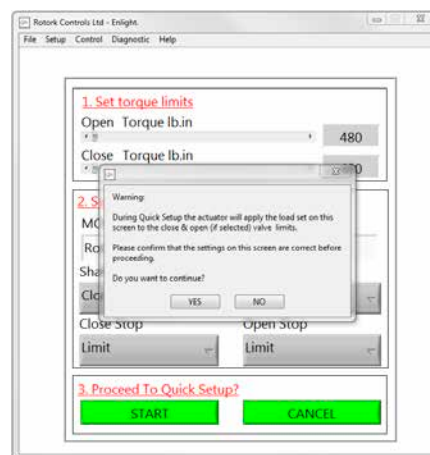 Rotork Controls Ltd - Enlight.
File Setup Control Diagnostic Help
1. Set torque limits
Open Torque lb.in
480
Close Torque lb.in
Warning:
During Quick Setup the actuator will apply the load set on this
screen to the close & open (if selected) valve limits.
Please confirm that the settings on this screen are correct before
proceeding.
Do you want to continue?
YES NO
Close Stop Open Stop
Limit Limit
3. Proceed To Quick Setup?
START CANCEL